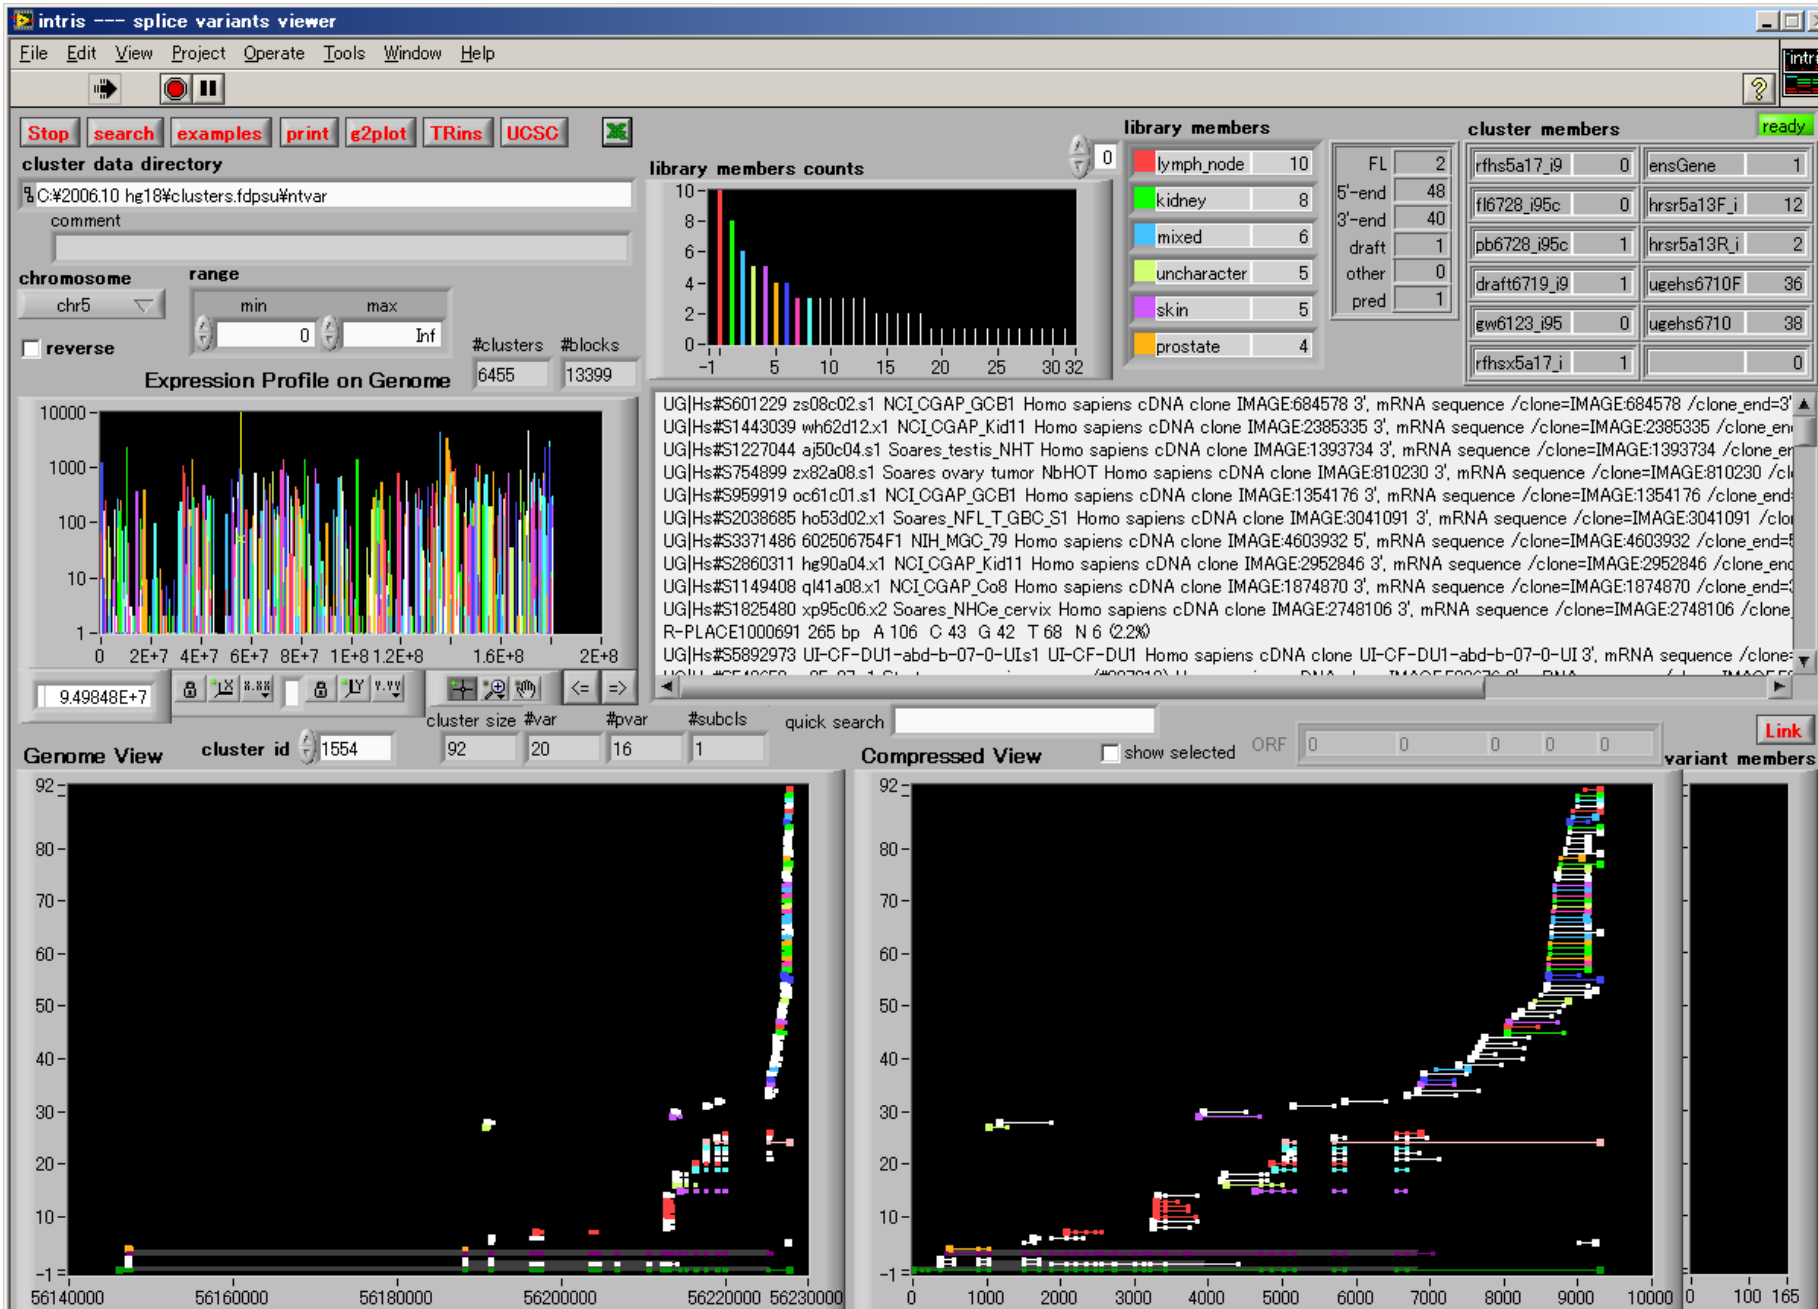 intris --- splice variants viewer
File Edit View Project Operate Tools Window Help
Stop search examples print g2plot TRins UCSC
cluster data directory
C:¥2006.10 hg18¥clusters.fdpsu¥ntvar
comment
chromosome
chr5
range
min max
0 Inf
reverse
#clusters #blocks
6455 13399
Expression Profile on Genome
10000
1000
100
10
1
0 2E+7 4E+7 6E+7 8E+7 1E+8 1.2E+8 1.6E+8 2E+8
9.49848E+7
library members counts
0
10
8
6
4
2
0
-1 5 10 15 20 25 30 32
library members
lymph_node 10
kidney 8
mixed 6
uncharacter 5
skin 5
prostate 4
FL 2
5'-end 48
3'-end 40
draft 1
other 0
pred 1
cluster members
ready
rfhs5a17_i9 0 ensGene 1
fl6728_i95c 0 hrsr5a13F_i 12
pb6728_i95c 1 hrsr5a13R_i 2
draft6719_i9 1 ugehs6710F 36
gw6123_i95 0 ugehs6710 38
rfhsx5a17_i 1 0
UG|Hs#S601229 zs08c02.s1 NCI_CGAP_GCB1 Homo sapiens cDNA clone IMAGE:684578 3', mRNA sequence /clone=IMAGE:684578 /clone_end=3'
UG|Hs#S1443039 wh62d12.x1 NCI_CGAP_Kid11 Homo sapiens cDNA clone IMAGE:2385335 3', mRNA sequence /clone=IMAGE:2385335 /clone_en
UG|Hs#S1227044 aj50c04.s1 Soares_testis_NHT Homo sapiens cDNA clone IMAGE:1393734 3', mRNA sequence /clone=IMAGE:1393734 /clone_er
UG|Hs#S754899 zx82a08.s1 Soares ovary tumor NbHOT Homo sapiens cDNA clone IMAGE:810230 3', mRNA sequence /clone=IMAGE:810230 /cl
UG|Hs#S959919 oc61c01.s1 NCI_CGAP_GCB1 Homo sapiens cDNA clone IMAGE:1354176 3', mRNA sequence /clone=IMAGE:1354176 /clone_end
UG|Hs#S2038685 ho53d02.x1 Soares_NFL_T_GBC_S1 Homo sapiens cDNA clone IMAGE:3041091 3', mRNA sequence /clone=IMAGE:3041091 /clo
UG|Hs#S3371486 602506754F1 NIH_MGC_79 Homo sapiens cDNA clone IMAGE:4603932 5', mRNA sequence /clone=IMAGE:4603932 /clone_end=5
UG|Hs#S2860311 hg90a04.x1 NCI_CGAP_Kid11 Homo sapiens cDNA clone IMAGE:2952846 3', mRNA sequence /clone=IMAGE:2952846 /clone_enc
UG|Hs#S1149408 ql41a08.x1 NCI_CGAP_Co8 Homo sapiens cDNA clone IMAGE:1874870 3', mRNA sequence /clone=IMAGE:1874870 /clone_end=3
UG|Hs#S1825480 xp95c06.x2 Soares_NHCe_cervix Homo sapiens cDNA clone IMAGE:2748106 3', mRNA sequence /clone=IMAGE:2748106 /clone_
R-PLACE1000691 265 bp A 106 C 43 G 42 T 68 N 6 (2.2%)
UG|Hs#S5892973 UI-CF-DU1-abd-b-07-0-UI.s1 UI-CF-DU1 Homo sapiens cDNA clone UI-CF-DU1-abd-b-07-0-UI 3', mRNA sequence /clone=
cluster size #var #pvar #subcls
92 20 16 1
quick search
Genome View
cluster id 1554
Compressed View
show selected
ORF 0 0 0 0 0
Link
variant members
92
80
70
60
50
40
30
20
10
-1
56140000 56160000 56180000 56200000 56220000 56230000
92
80
70
60
50
40
30
20
10
-1
0 1000 2000 3000 4000 5000 6000 7000 8000 9000 10000
0 100 165